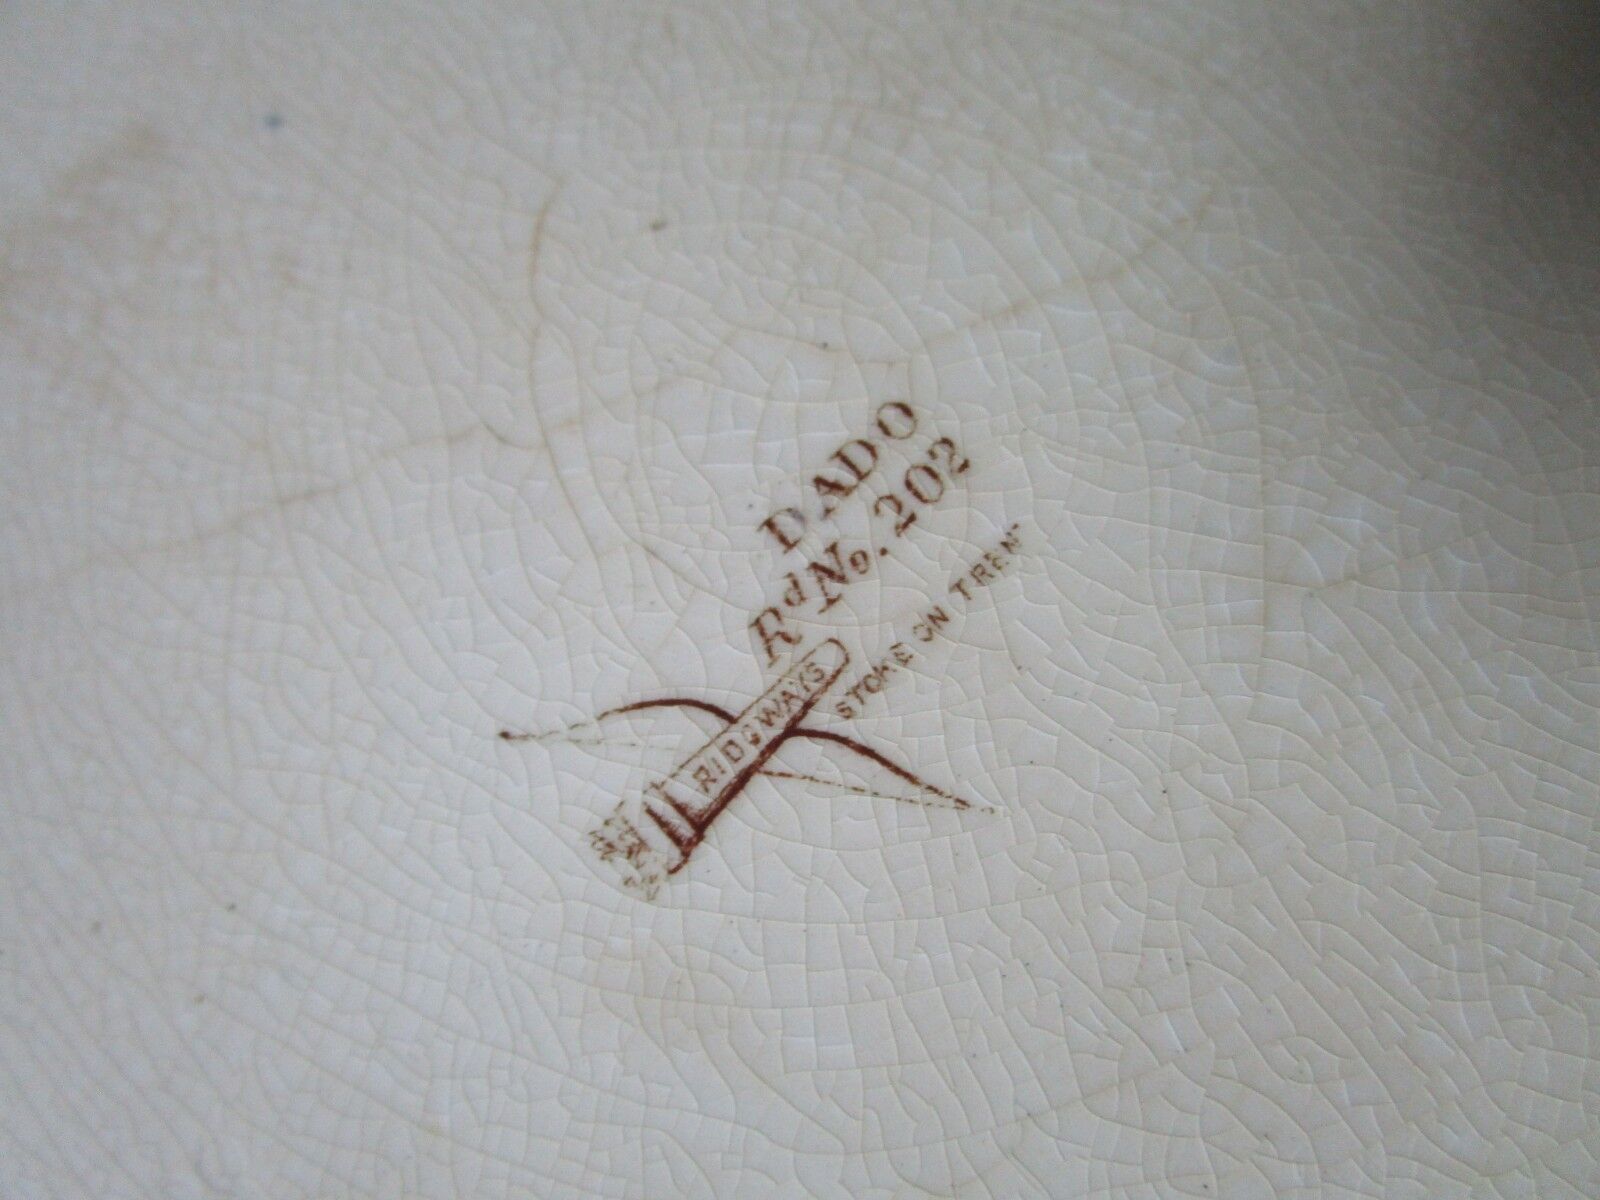 DADO
Rd No. 202
RIDGWAYS
STOKE ON TRENT